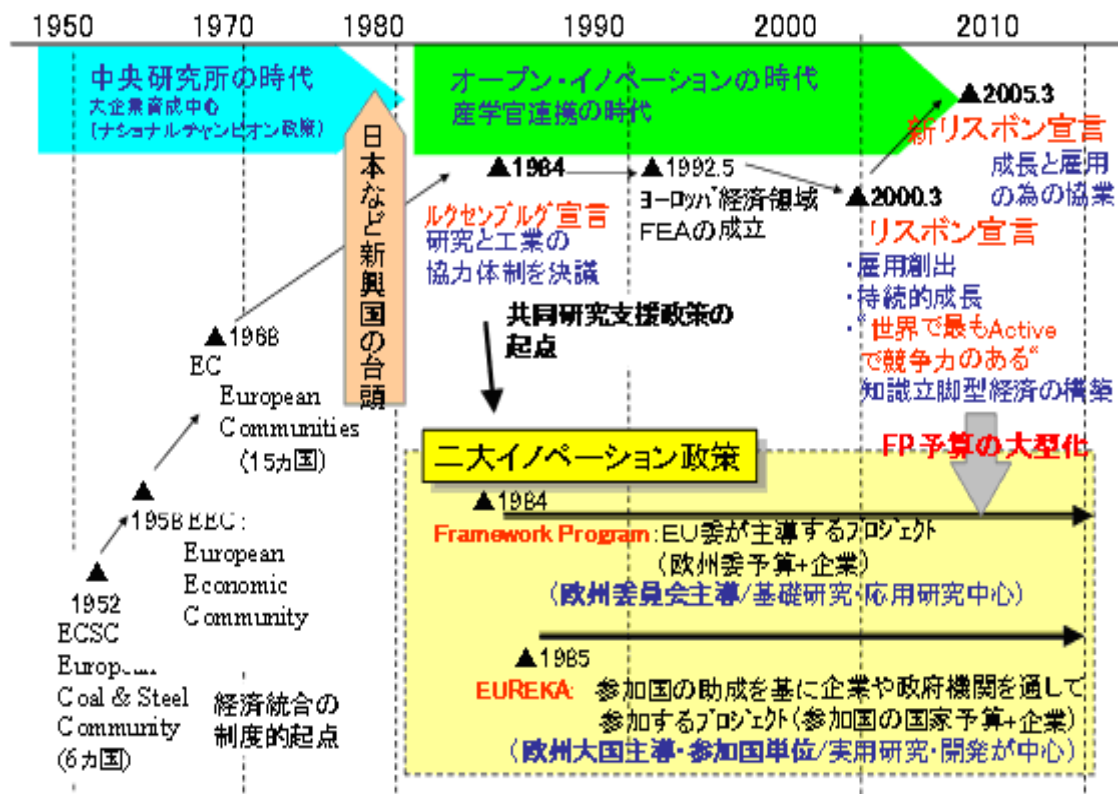 1950 1970 1980 1990 2000 2010
中央研究所の時代
大企業育成中心
(ナショナルチャンピオン政策)
日本など新興国の台頭
オープン・イノベーションの時代
産学官連携の時代
▲2005.3
新リスボン宣言
成長と雇用
の為の協業
▲1984
ルクセンブルグ宣言
研究と工業の
協力体制を決議
▲1992.5
ヨーロッパ経済領域
FEAの成立
▲2000.3
リスボン宣言
・雇用創出
・持続的成長
・“世界で最もActive
で競争力のある“
知識立脚型経済の構築
共同研究支援政策の
起点
▲1968
EC
European
Communities
(15カ国)
▲
1958 EEC :
European
Economic
Community
▲
1952
ECSC
European
Coal & Steel
Community
(6カ国)
経済統合の
制度的起点
FP予算の大型化
二大イノベーション政策
▲1984
Framework Program:EU委が主導するプロジェクト
(欧州委予算+企業)
(欧州委員会主導/基礎研究・応用研究中心)
▲1985
EUREKA: 参加国の助成を基に企業や政府機関を通して
参加するプロジェクト(参加国の国家予算+企業)
(欧州大国主導・参加国単位/実用研究・開発が中心)